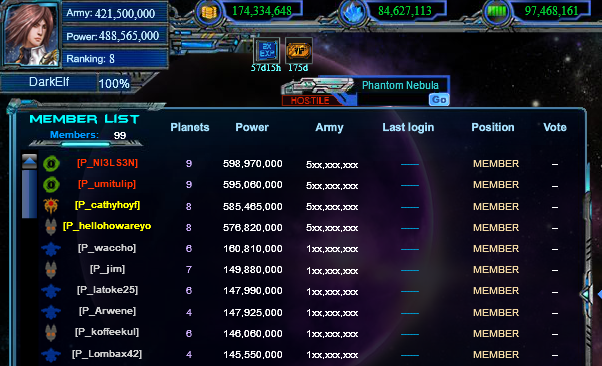 Army: 421,500,000
174,334,648
84,627,113
97,468,161
Power: 488,565,000
Ranking: 8
2X
EXP
VIP
57d15h
175d
DarkElf
100%
Phantom Nebula
HOSTILE
Go
MEMBER LIST
Members: 99
Planets Power Army Last login Position Vote
[P_NI3LS3N] 9 598,970,000 5xx,xxx,xxx —— MEMBER –
[P_umitulip] 9 595,060,000 5xx,xxx,xxx —— MEMBER –
[P_cathyhoyf] 8 585,465,000 5xx,xxx,xxx —— MEMBER –
[P_hellohowareyo 8 576,820,000 5xx,xxx,xxx —— MEMBER –
[P_waccho] 6 160,810,000 1xx,xxx,xxx —— MEMBER –
[P_jim] 7 149,880,000 1xx,xxx,xxx —— MEMBER –
[P_latoke25] 6 147,990,000 1xx,xxx,xxx —— MEMBER –
[P_Arwene] 4 147,925,000 1xx,xxx,xxx —— MEMBER –
[P_koffeekul] 6 146,060,000 1xx,xxx,xxx —— MEMBER –
[P_Lombax42] 4 145,550,000 1xx,xxx,xxx —— MEMBER –